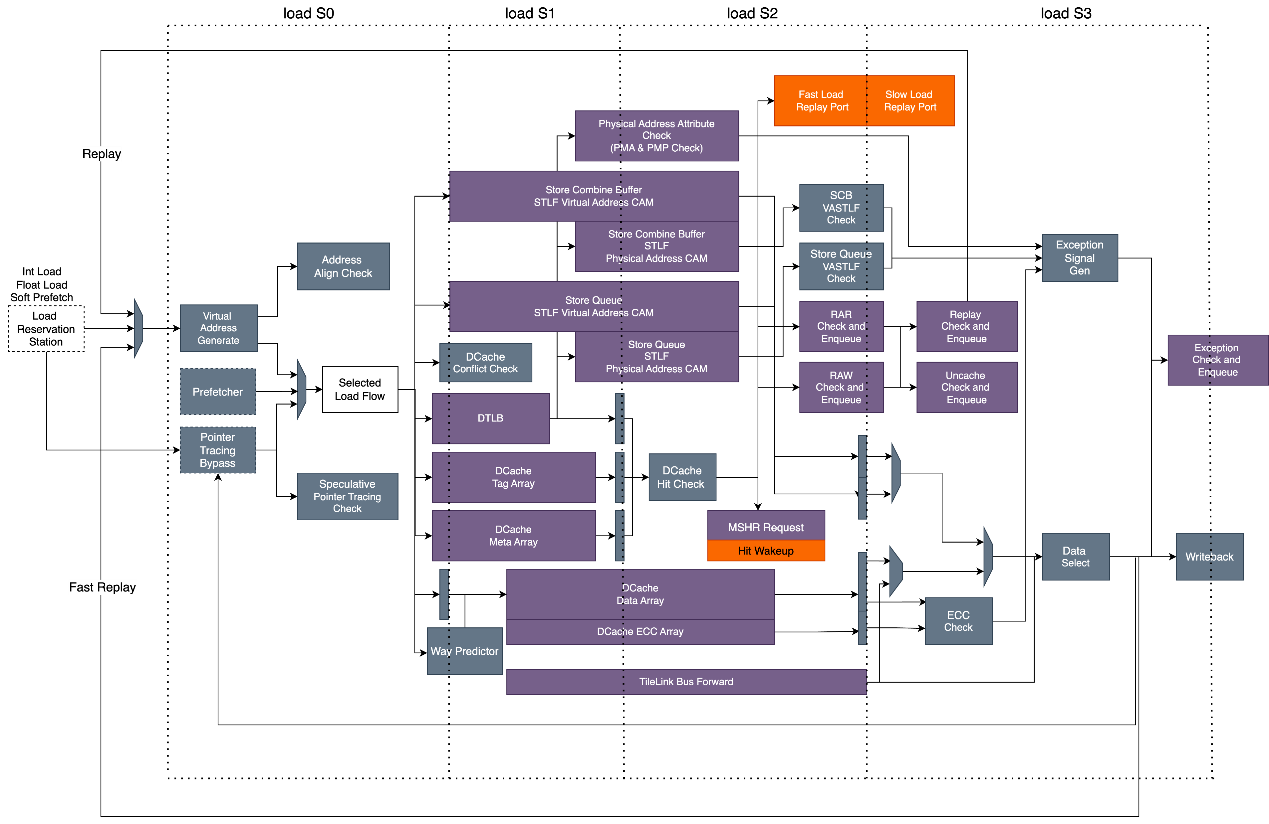 load S0
load S1
load S2
load S3
Fast Load
Replay Port
Slow Load
Replay Port
Physical Address Attribute
Check
(PMA & PMP Check)
Replay
Store Combine Buffer
STLF Virtual Address CAM
SCB
VASTLF
Check
Store Combine Buffer
STLF
Physical Address CAM
Exception
Signal
Gen
Address
Align Check
Store Queue
VASTLF
Check
Int Load
Float Load
Soft Prefetch
Load
Reservation
Station
Virtual
Address
Generate
Store Queue
STLF Virtual Address CAM
RAR
Check and
Enqueue
Replay
Check and
Enqueue
Store Queue
STLF
Physical Address CAM
Exception
Check and
Enqueue
DCache
Conflict Check
RAW
Check and
Enqueue
Uncache
Check and
Enqueue
Prefetcher
Selected
Load Flow
DTLB
Pointer
Tracing
Bypass
DCache
Tag Array
DCache
Hit Check
Speculative
Pointer Tracing
Check
DCache
Meta Array
MSHR Request
Hit Wakeup
Data
Select
Writeback
Fast Replay
DCache
Data Array
DCache ECC Array
ECC
Check
Way Predictor
TileLink Bus Forward